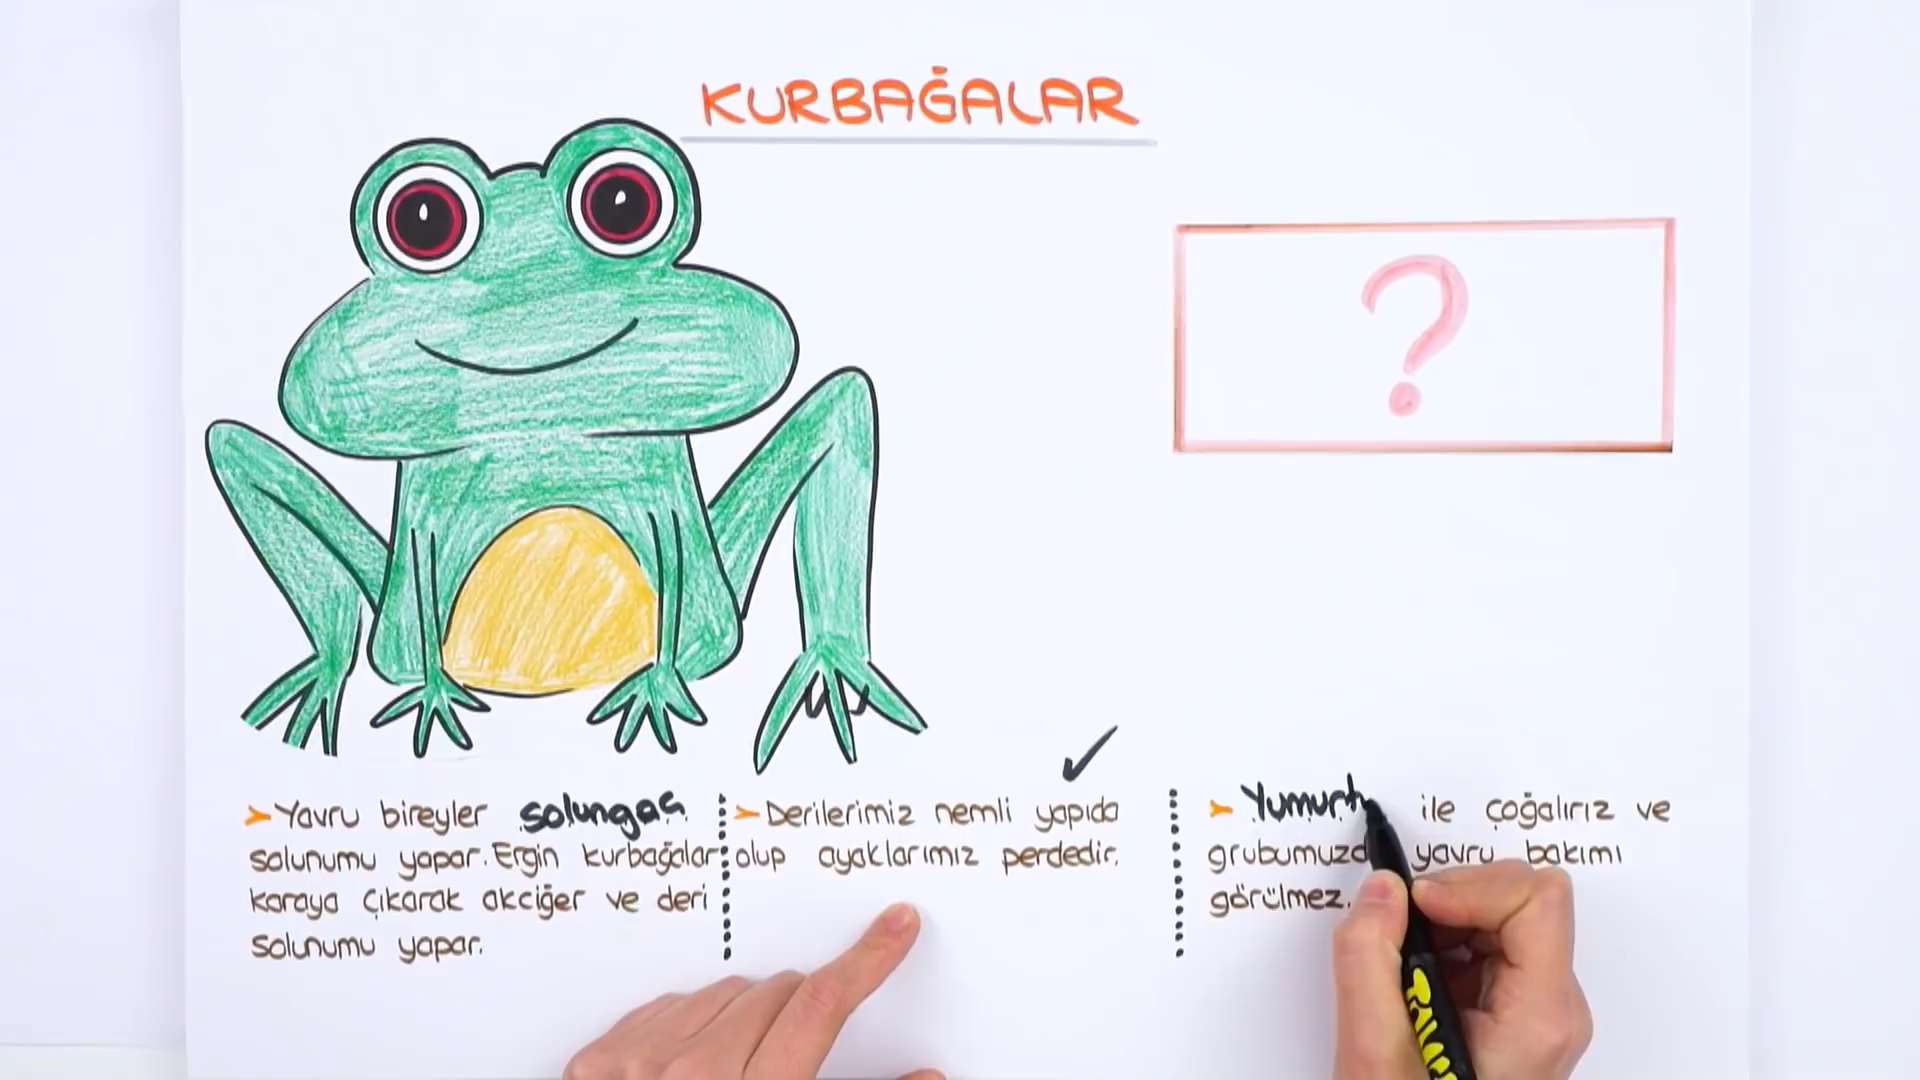 KURBAĞALAR
?
Yavru bireyler solungaç
solunumu yapar. Ergin kurbağalar
karaya çıkarak akciğer ve deri
solunumu yapar.
Derilerimiz nemli yapıda
olup ayaklarımız perdedir.
Yumurt ile çoğalırız ve
yavru bakımı
görülmez.